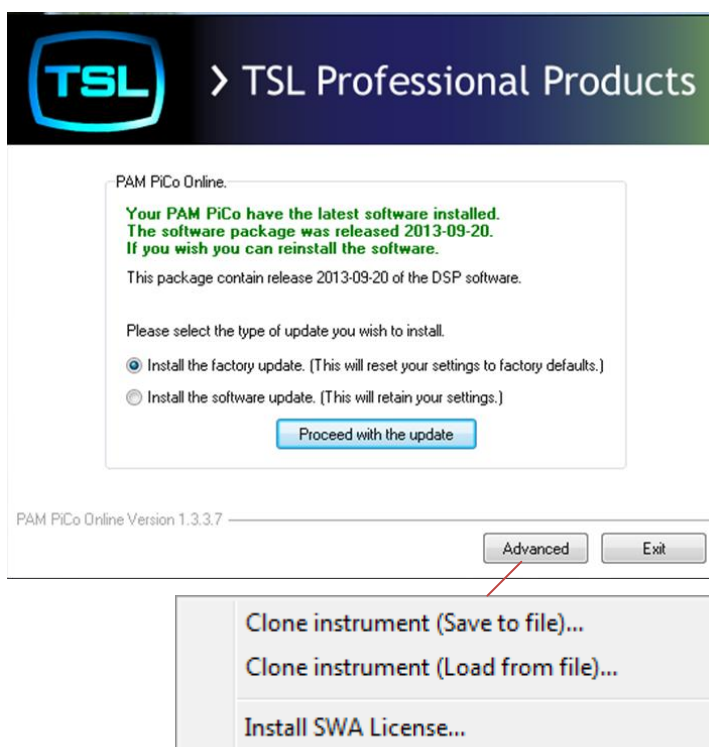 TSL
> TSL Professional Products
PAM PiCo Online.
Your PAM PiCo have the latest software installed.
The software package was released 2013-09-20.
If you wish you can reinstall the software.
This package contain release 2013-09-20 of the DSP software.
Please select the type of update you wish to install.
Install the factory update. (This will reset your settings to factory defaults.)
Install the software update. (This will retain your settings.)
Proceed with the update
PAM PiCo Online Version 1.3.3.7
Advanced
Exit
Clone instrument (Save to file)...
Clone instrument (Load from file)...
Install SWA License...